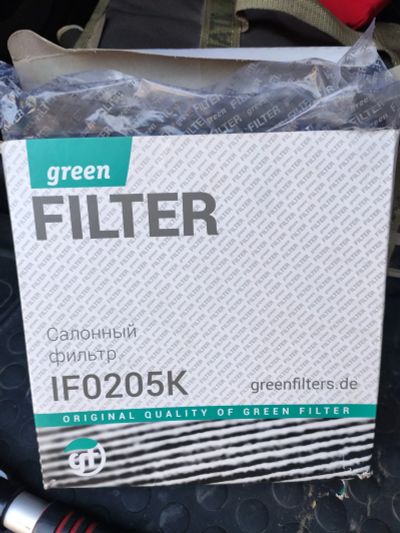 green
FILTER
Салонный
фильтр
IF0205K
greenfilters.de
ORIGINAL QUALITY OF GREEN FILTER
gf